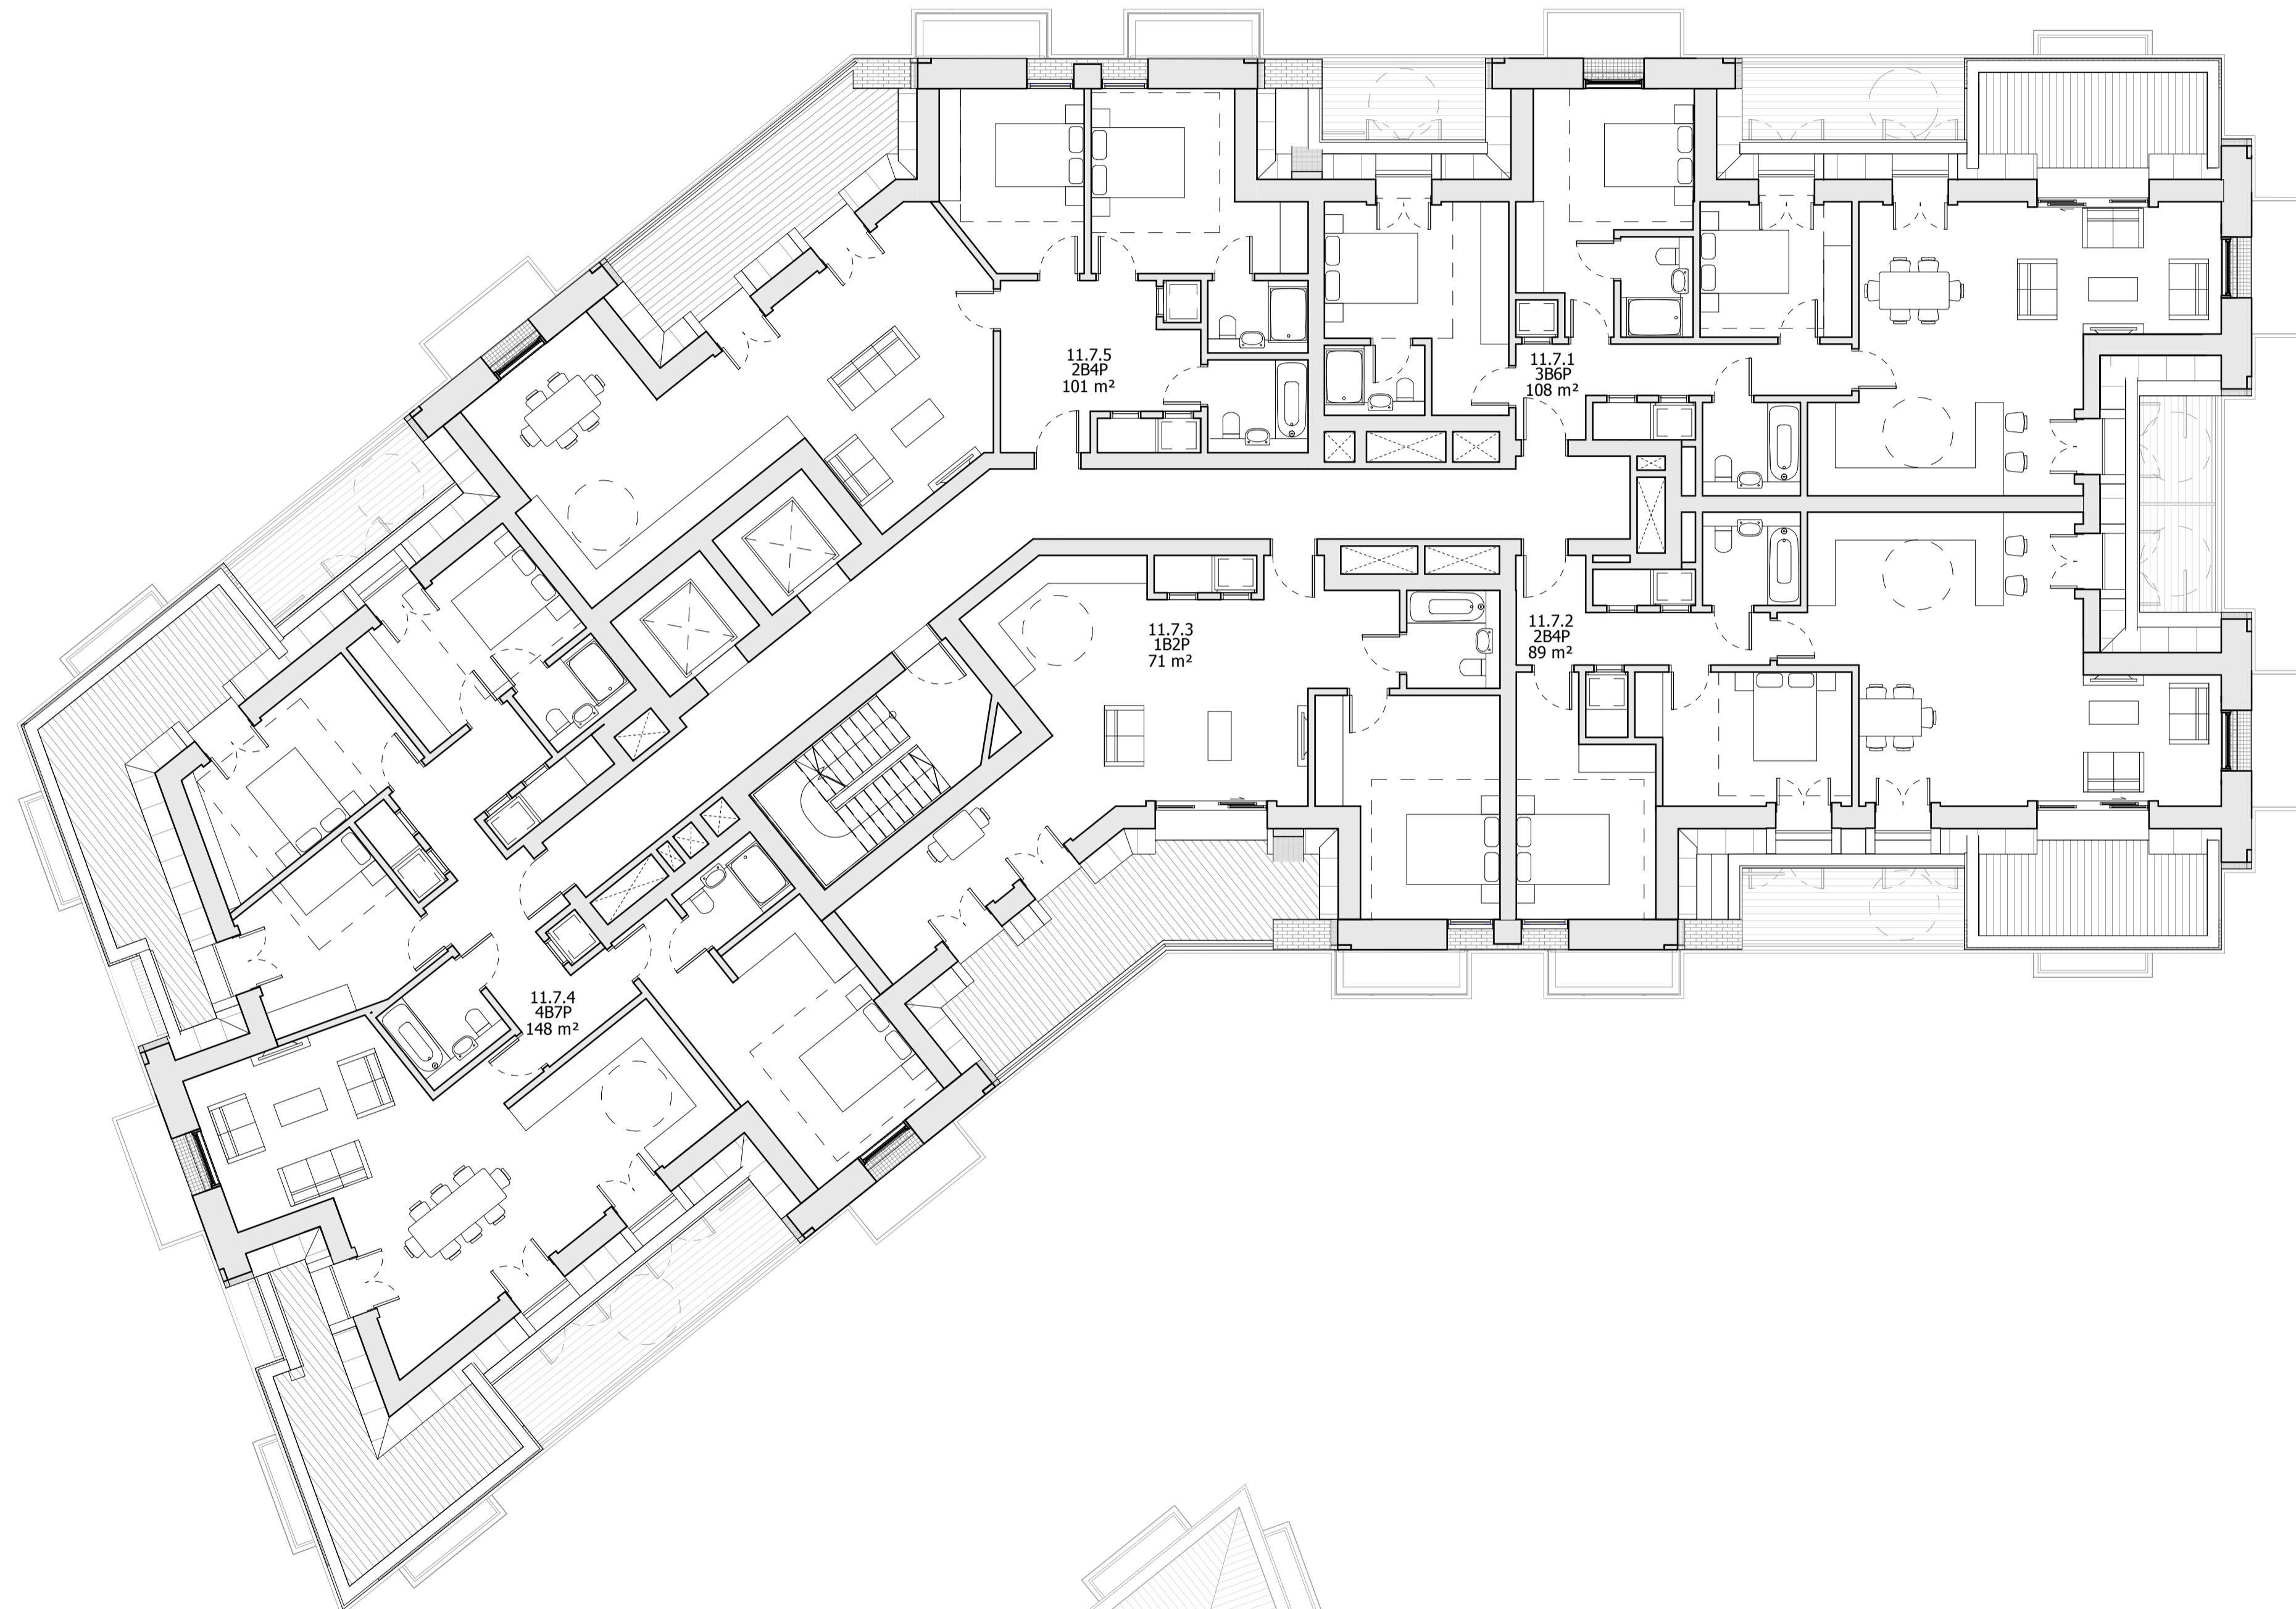 11.7.5
2B4P
101 m²
11.7.1
3B6P
108 m²
11.7.3
1B2P
71 m²
11.7.2
2B4P
89 m²
11.7.4
4B7P
148 m²